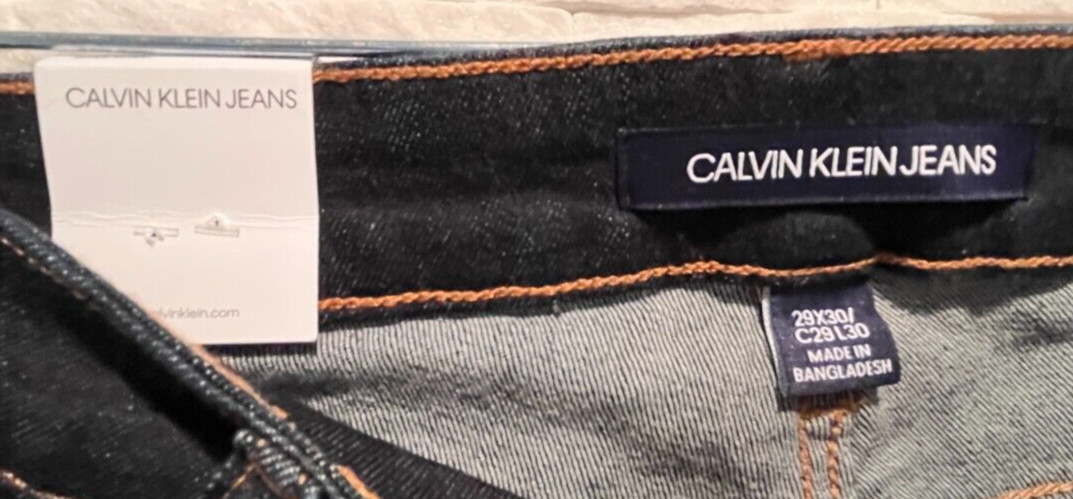 CALVIN KLEIN JEANS
CALVIN KLEIN JEANS
29X30/
C29 L30
MADE IN
BANGLADESH